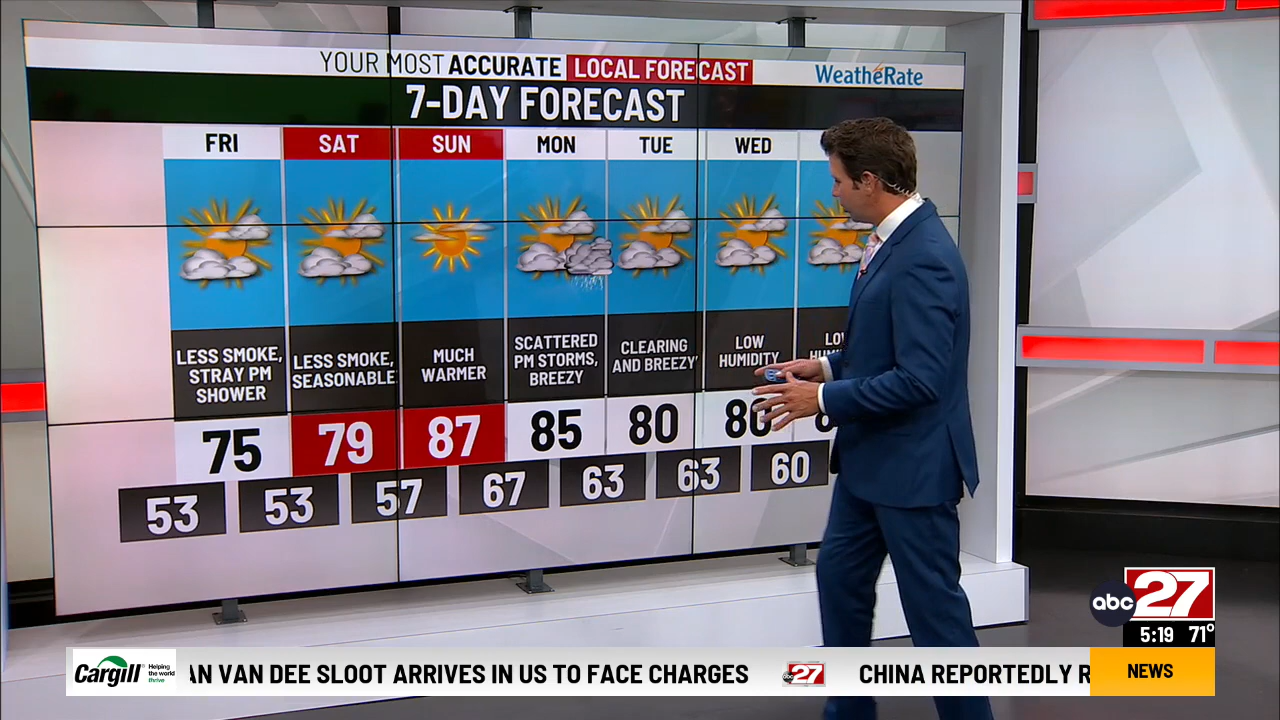 YOUR MOST ACCURATE LOCAL FORECAST
WeatheRate
7-DAY FORECAST
FRI SAT SUN MON TUE WED
LESS SMOKE, STRAY PM SHOWER
LESS SMOKE, SEASONABLE
MUCH WARMER
SCATTERED PM STORMS, BREEZY
CLEARING AND BREEZY
LOW HUMIDITY
LOW
75 79 87 85 80 80
53 53 57 67 63 63 60
abc 27
5:19 71°
Cargill Helping the world thrive
AN VAN DEE SLOOT ARRIVES IN US TO FACE CHARGES abc 27 CHINA REPORTEDLY R
NEWS